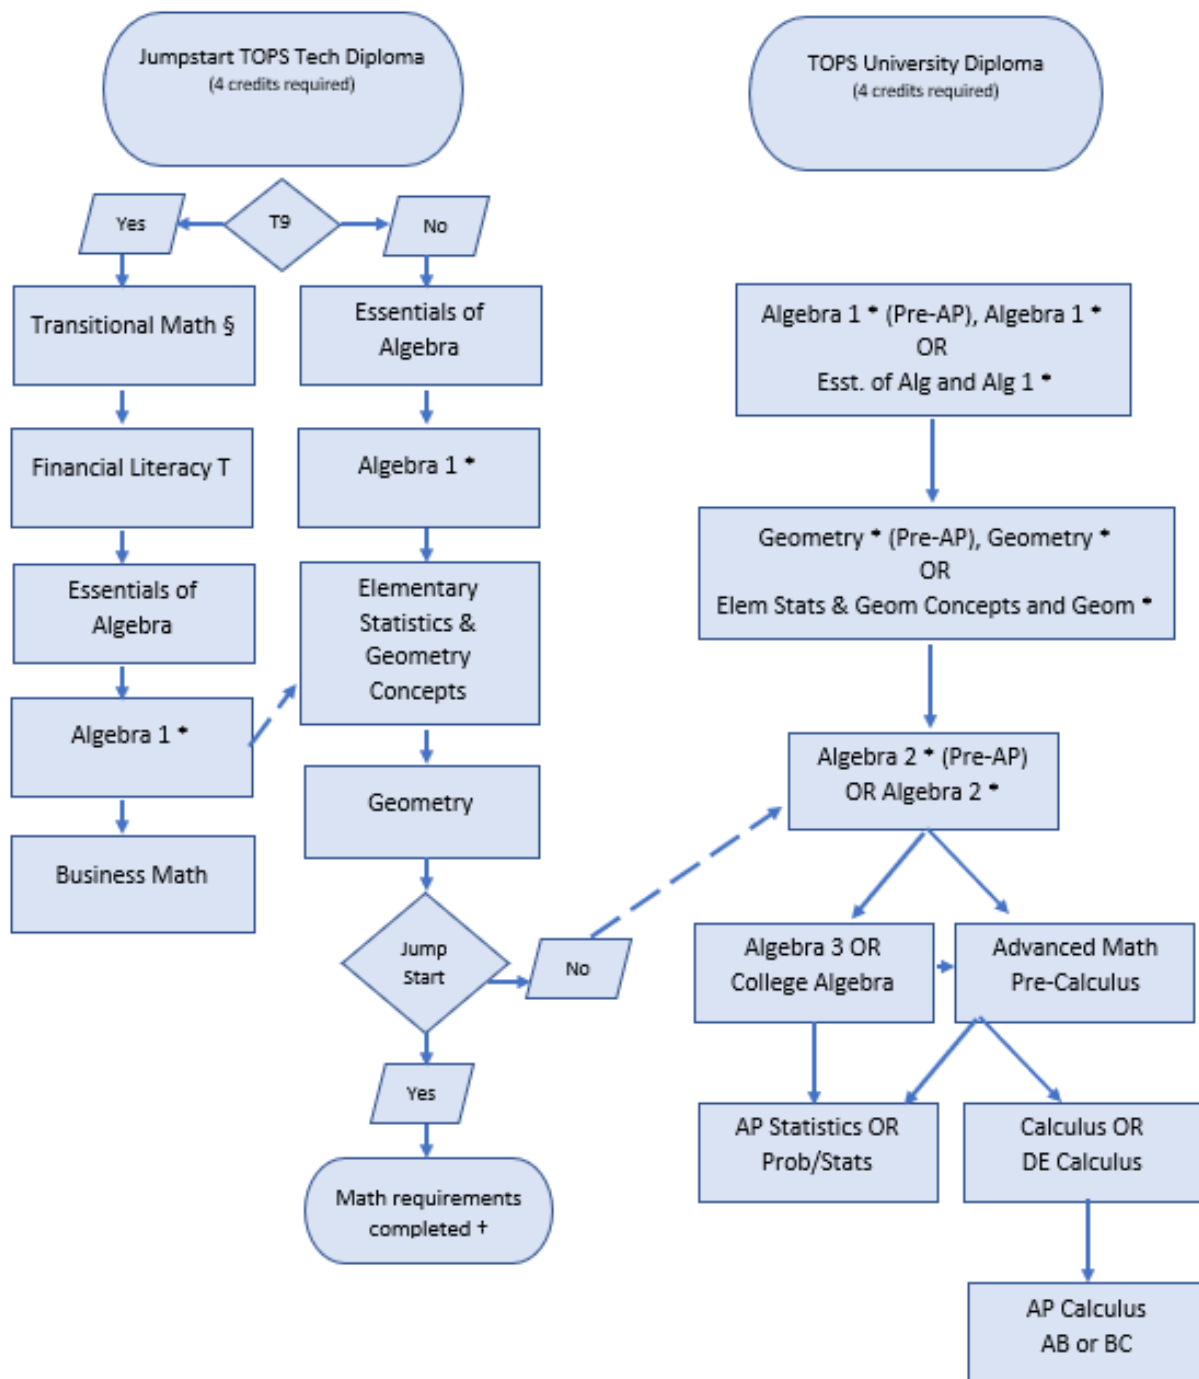 Jumpstart TOPS Tech Diploma
(4 credits required)
TOPS University Diploma
(4 credits required)
Yes
T9
No
Transitional Math §
Financial Literacy T
Essentials of
Algebra
Algebra 1 *
Business Math
Essentials of
Algebra
Algebra 1 *
Elementary
Statistics &
Geometry
Concepts
Geometry
Jump
Start
No
Yes
Math requirements
completed †
Algebra 1 * (Pre-AP), Algebra 1 *
OR
Esst. of Alg and Alg 1 *
Geometry * (Pre-AP), Geometry *
OR
Elem Stats & Geom Concepts and Geom *
Algebra 2 * (Pre-AP)
OR Algebra 2 *
Algebra 3 OR
College Algebra
Advanced Math
Pre-Calculus
AP Statistics OR
Prob/Stats
Calculus OR
DE Calculus
AP Calculus
AB or BC